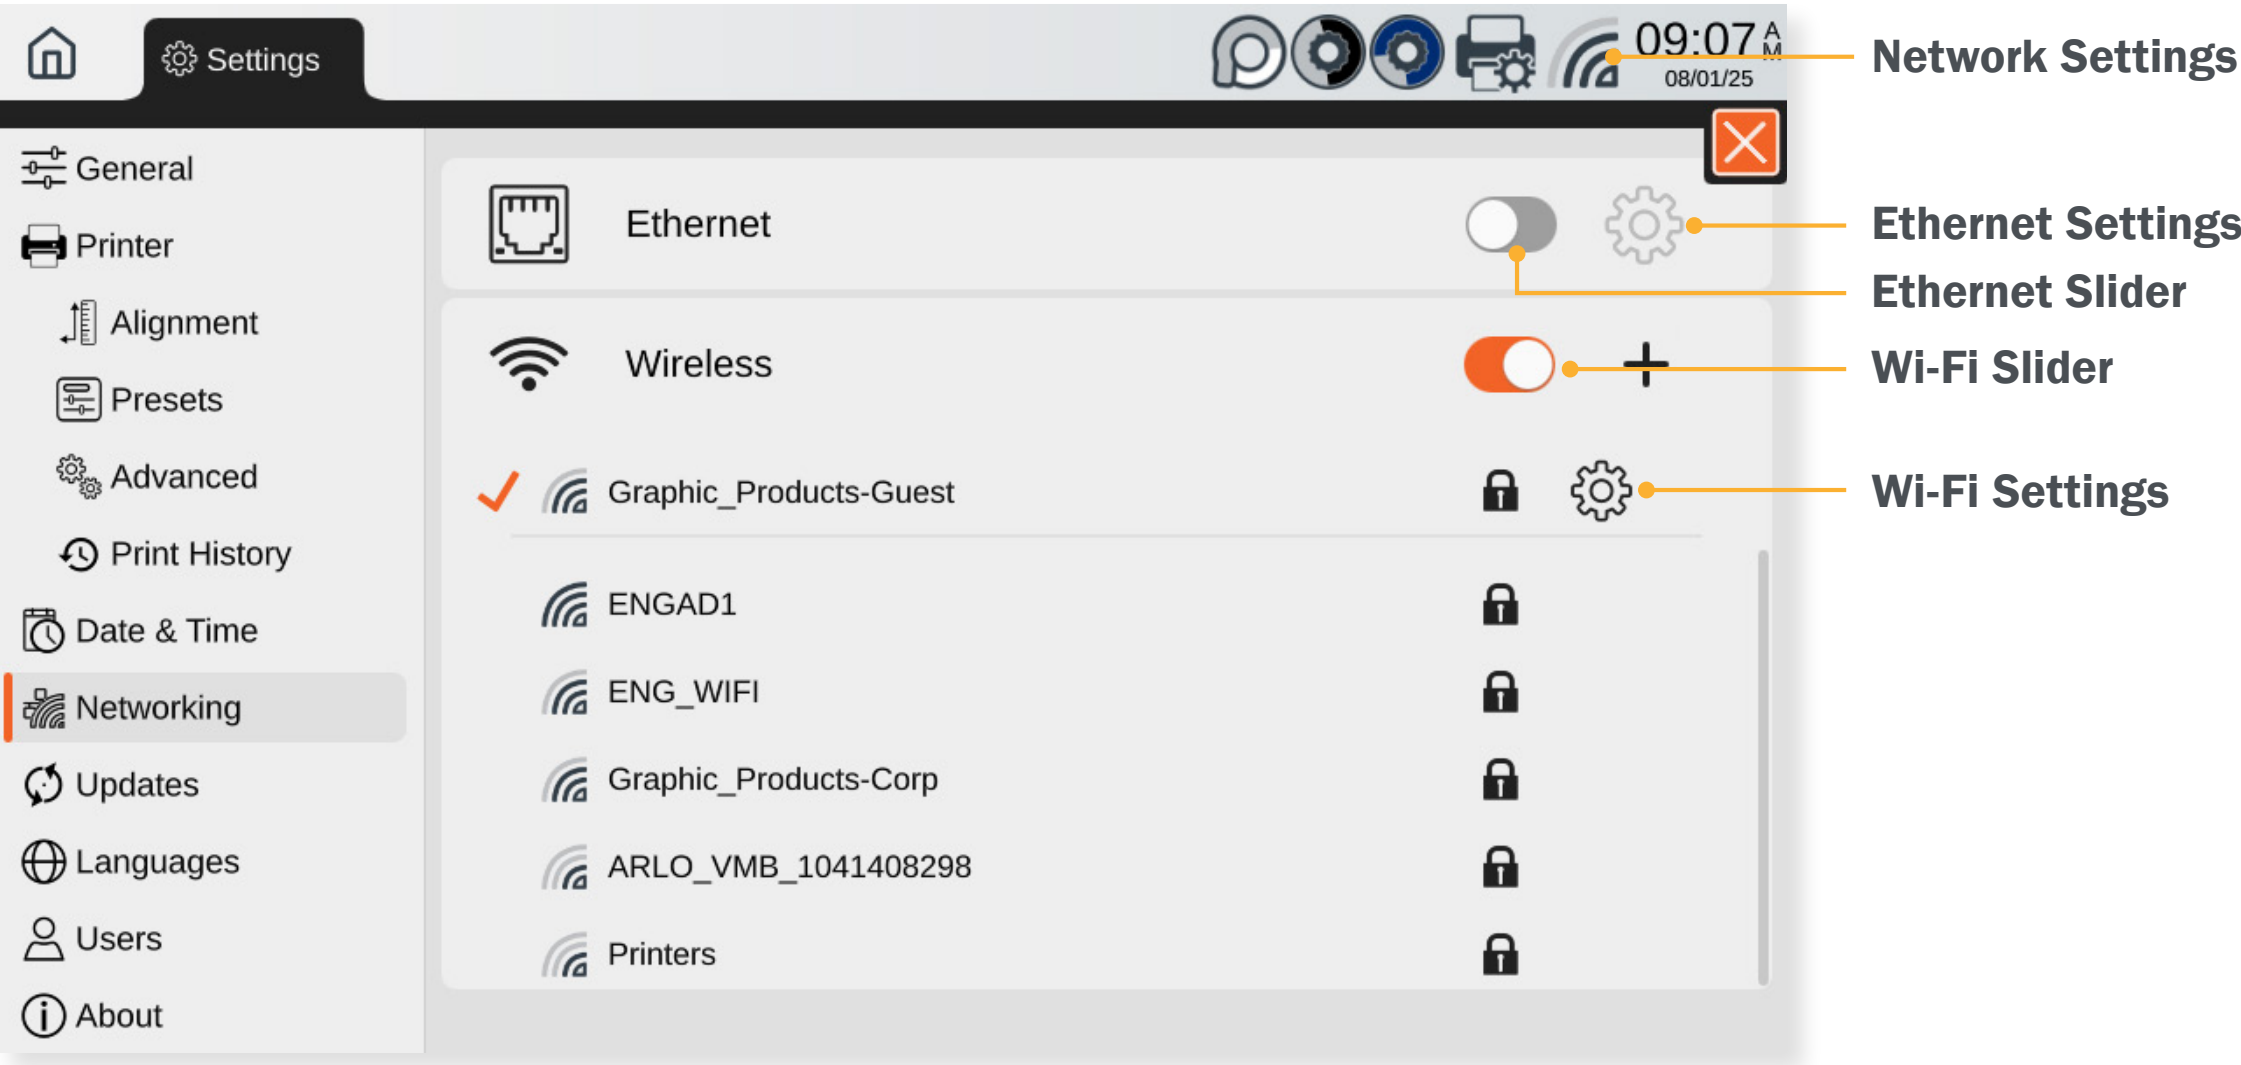 Settings
09:07 AM
08/01/25
Network Settings
General
Printer
Alignment
Presets
Advanced
Print History
Date & Time
Networking
Updates
Languages
Users
About
Ethernet
Ethernet Settings
Ethernet Slider
Wireless
Wi-Fi Slider
Graphic_Products-Guest
Wi-Fi Settings
ENGAD1
ENG_WIFI
Graphic_Products-Corp
ARLO_VMB_1041408298
Printers